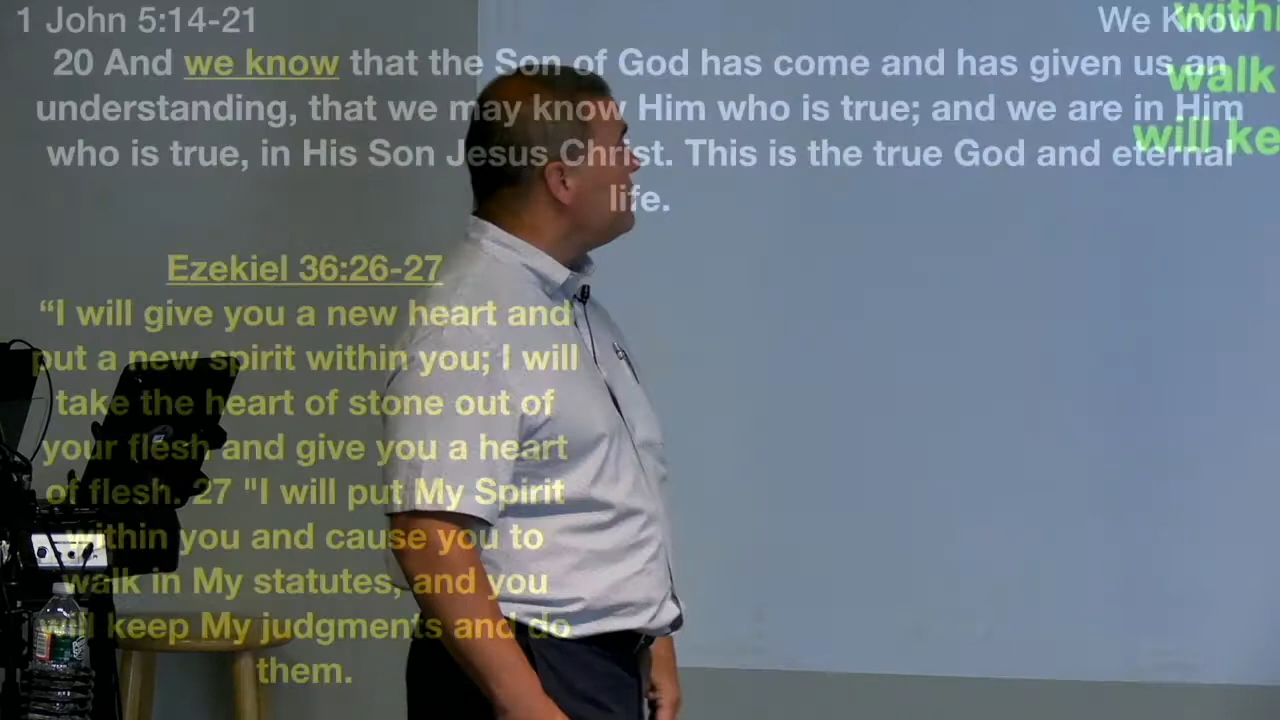 1 John 5:14-21
We Know
20 And we know that the Son of God has come and has given us an
understanding, that we may know Him who is true; and we are in Him
who is true, in His Son Jesus Christ. This is the true God and eternal
life.
Ezekiel 36:26-27
“I will give you a new heart and
put a new spirit within you; I will
take the heart of stone out of
your flesh and give you a heart
of flesh. 27 "I will put My Spirit
within you and cause you to
walk in My statutes, and you
will keep My judgments and do
them.
withi
walk
will ke